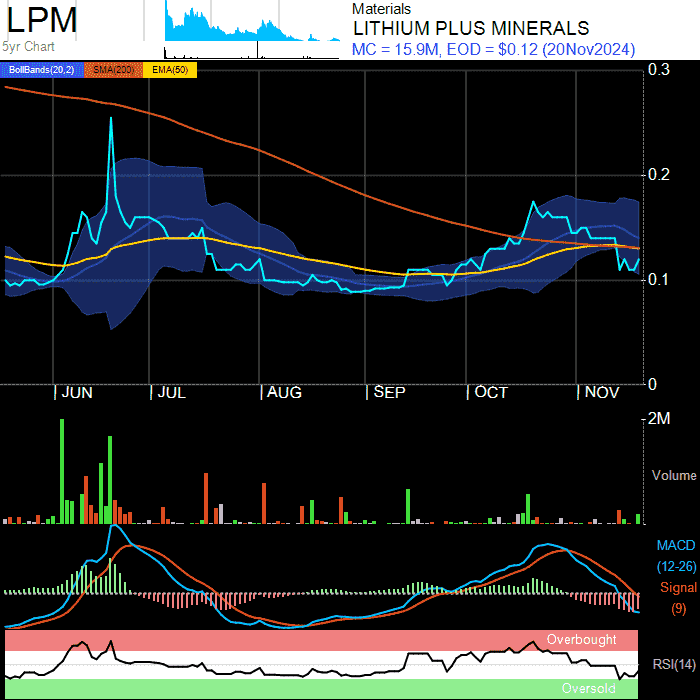 LPM
5yr Chart
Materials
LITHIUM PLUS MINERALS
MC = 15.9M, EOD = $0.12 (20Nov2024)
BollBands(20,2) SMA(200) EMA(50)
0.3
0.2
0.1
0
JUN JUL AUG SEP OCT NOV
2M
Volume
MACD
(12-26)
Signal
(9)
Overbought
RSI(14)
Oversold